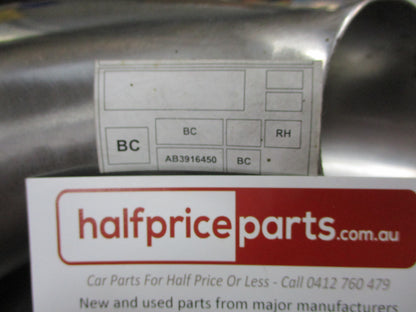 BC
BC
RH
AB3916450
BC
halfpriceparts.com.au
Car Parts For Half Price Or Less - Call 0412 760 479
New and used parts from major manufacturers